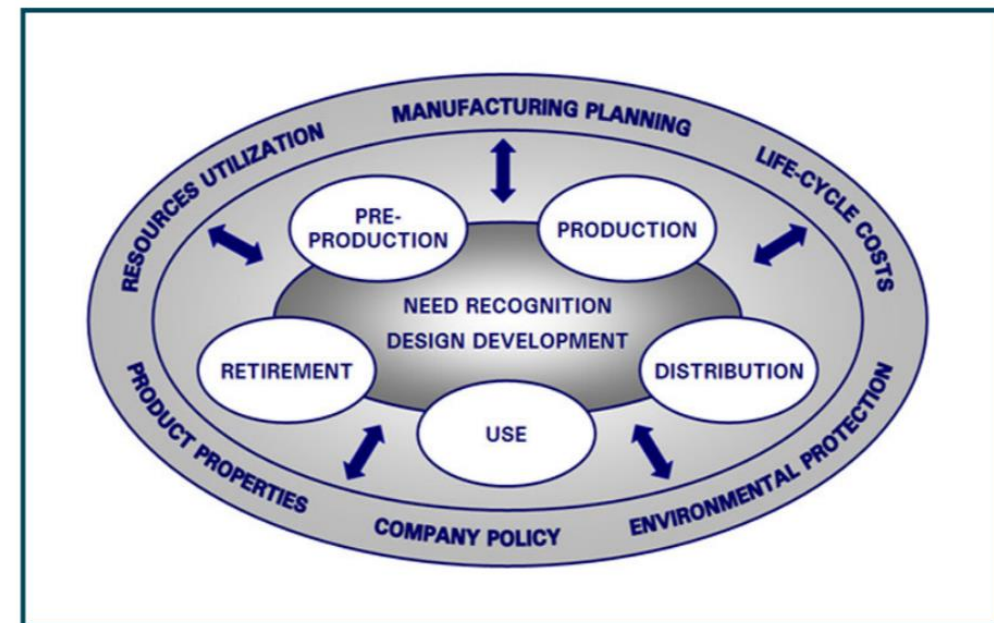 MANUFACTURING PLANNING
RESOURCES UTILIZATION
LIFE-CYCLE COSTS
PRE-
PRODUCTION
PRODUCTION
NEED RECOGNITION
DESIGN DEVELOPMENT
RETIREMENT
DISTRIBUTION
USE
PRODUCT PROPERTIES
COMPANY POLICY
ENVIRONMENTAL PROTECTION